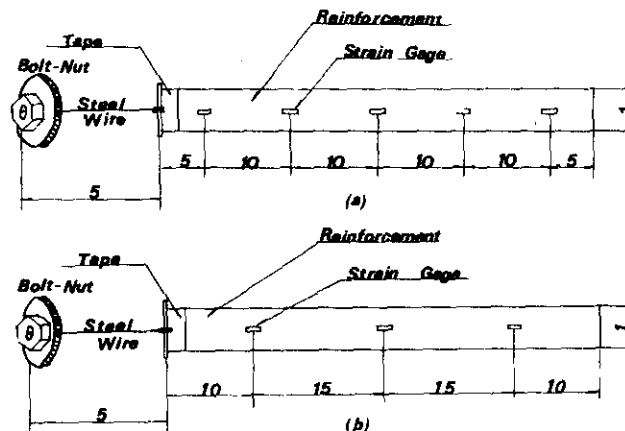 Reinforcement
Tape
Strain Gage
Bolt-Nut
Steel
Wire
5 10 10 10 10 5
5
(a)
Reinforcement
Tape
Strain Gage
Bolt-Nut
Steel
Wire
1
10 15 15 10
5
(b)